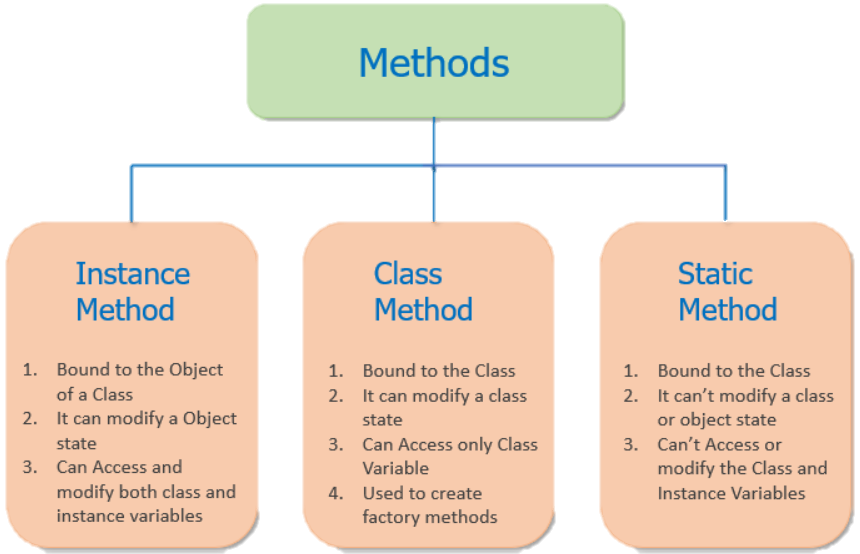 Methods
Instance
Method
1. Bound to the Object
of a Class
2. It can modify a Object
state
3. Can Access and
modify both class and
instance variables
Class
Method
1. Bound to the Class
2. It can modify a class
state
3. Can Access only Class
Variable
4. Used to create
factory methods
Static
Method
1. Bound to the Class
2. It can’t modify a class
or object state
3. Can’t Access or
modify the Class and
Instance Variables